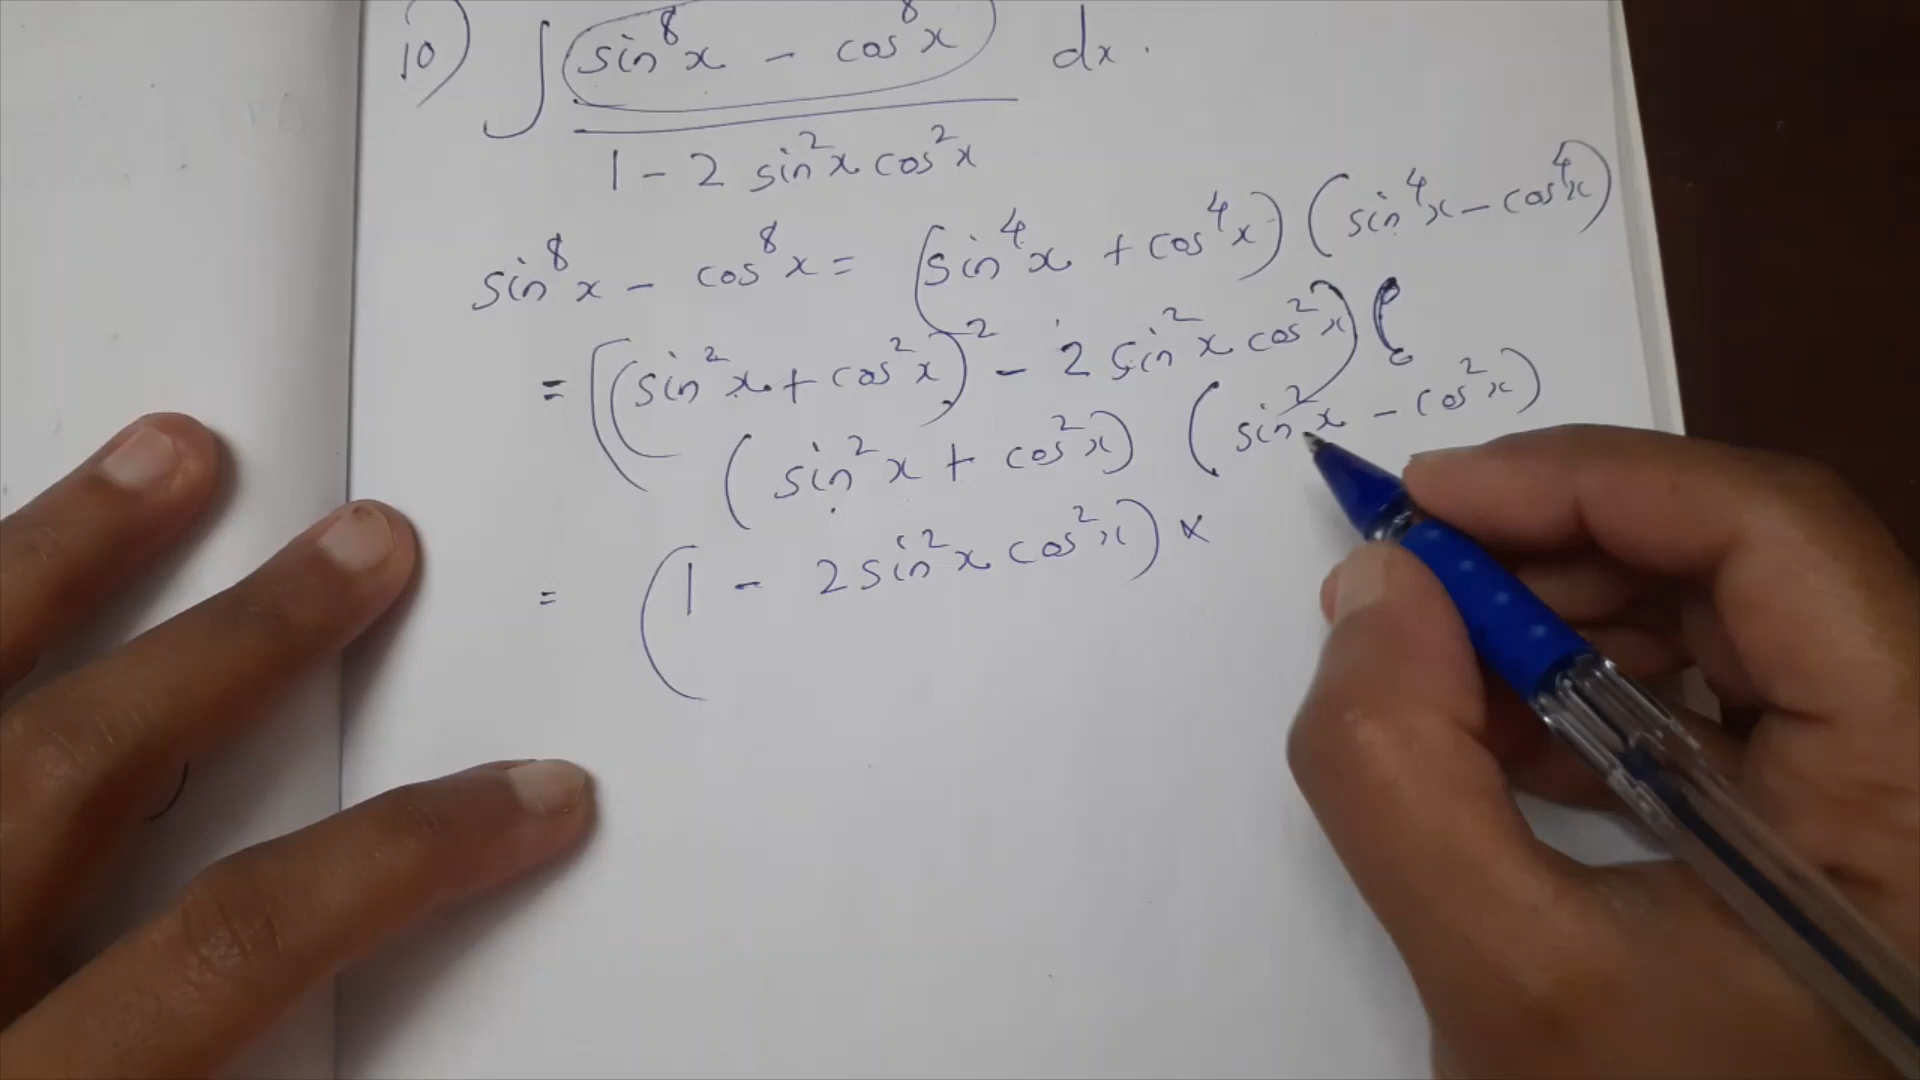 10) ∫ sin⁸x - cos⁸x dx.
1 - 2 sin²x cos²x
sin⁸x - cos⁸x = (sin⁴x + cos⁴x) (sin⁴x - cos⁴x)
= ((sin²x + cos²x)² - 2 sin²x cos²x) (
(sin²x + cos²x) (sin²x - cos²x)
= (1 - 2 sin²x cos²x) ×